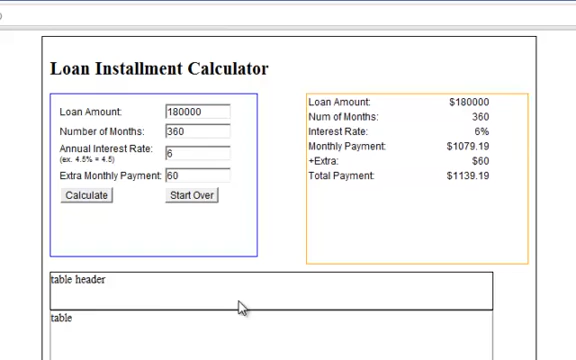 Loan Installment Calculator
Loan Amount: 180000
Number of Months: 360
Annual Interest Rate: 6
(ex. 4.5% = 4.5)
Extra Monthly Payment: 60
Calculate Start Over
Loan Amount: $180000
Num of Months: 360
Interest Rate: 6%
Monthly Payment: $1079.19
+Extra: $60
Total Payment: $1139.19
table header
table